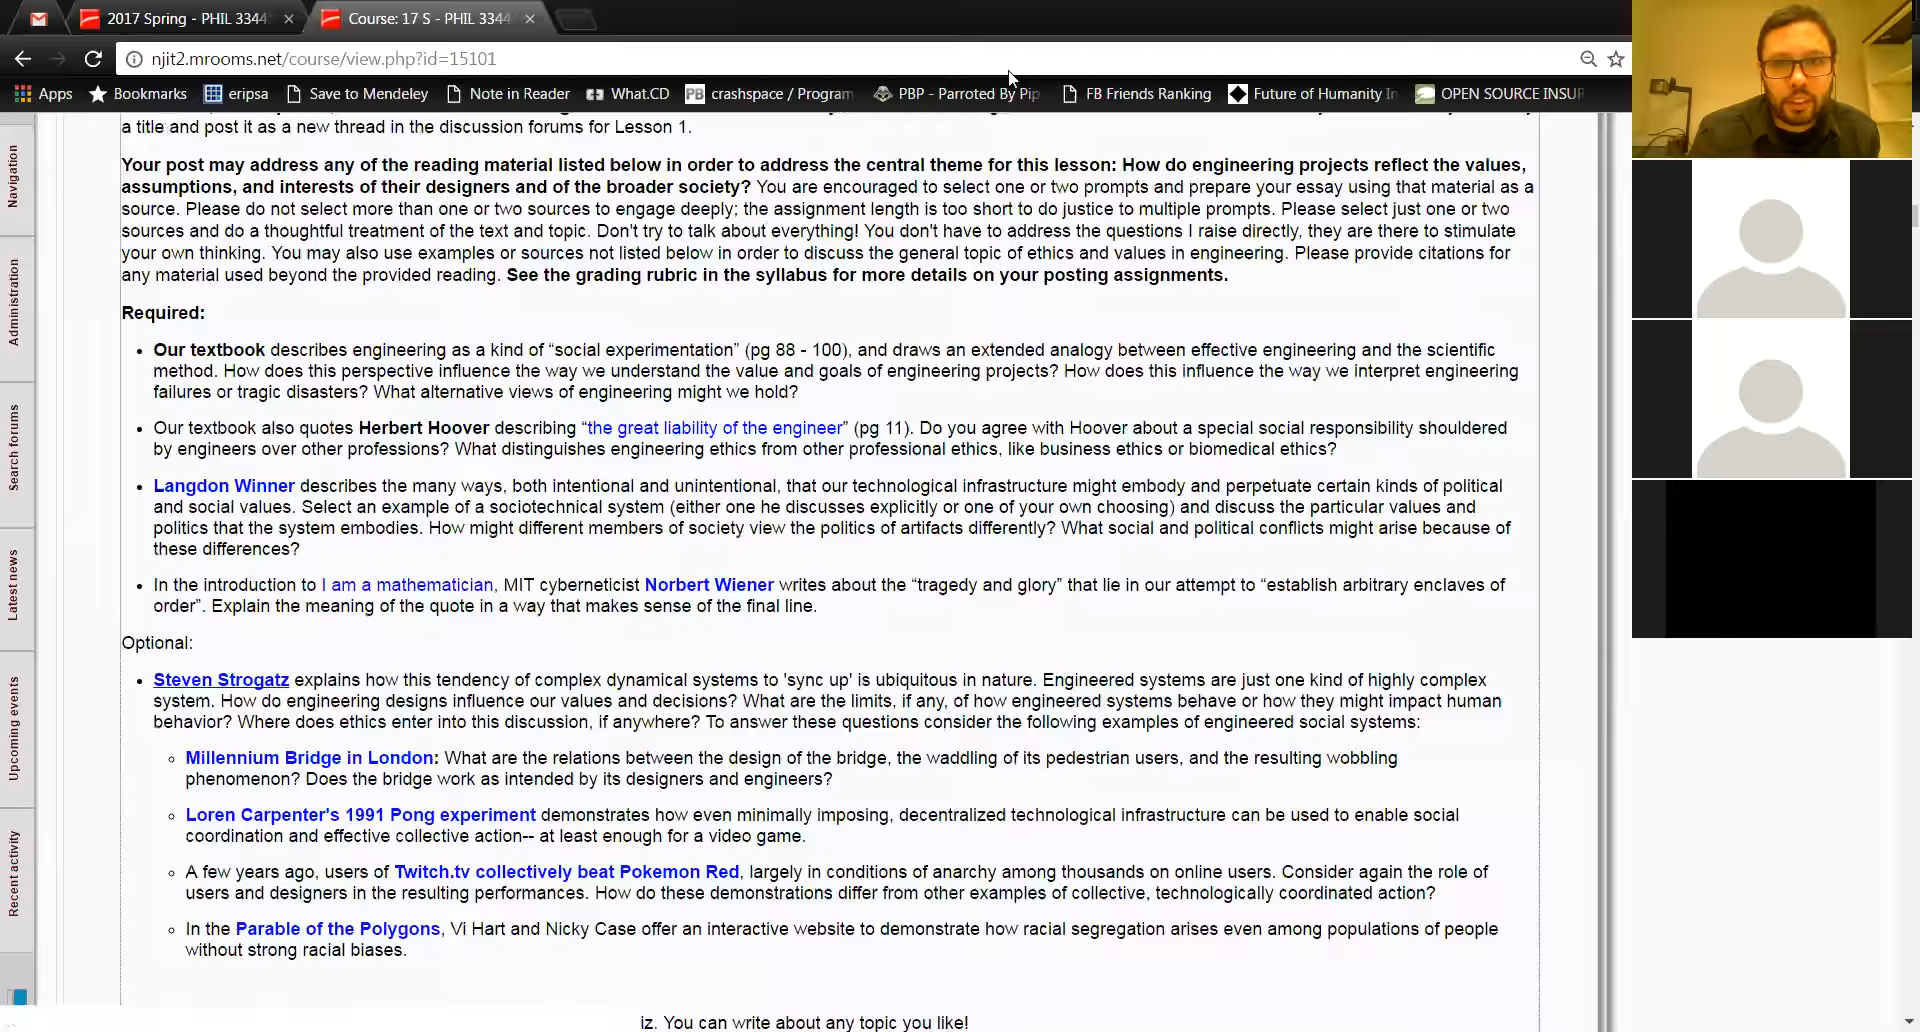 2017 Spring - PHIL 3344
Course: 17 S - PHIL 3344
njit2.mrooms.net/course/view.php?id=15101
Apps Bookmarks eripsa Save to Mendeley Note in Reader What.CD crashspace / Program PBP - Parroted By Pip FB Friends Ranking Future of Humanity In OPEN SOURCE INSUR
a title and post it as a new thread in the discussion forums for Lesson 1.
Your post may address any of the reading material listed below in order to address the central theme for this lesson: How do engineering projects reflect the values,
assumptions, and interests of their designers and of the broader society? You are encouraged to select one or two prompts and prepare your essay using that material as a
source. Please do not select more than one or two sources to engage deeply; the assignment length is too short to do justice to multiple prompts. Please select just one or two
sources and do a thoughtful treatment of the text and topic. Don't try to talk about everything! You don't have to address the questions I raise directly, they are there to stimulate
your own thinking. You may also use examples or sources not listed below in order to discuss the general topic of ethics and values in engineering. Please provide citations for
any material used beyond the provided reading. See the grading rubric in the syllabus for more details on your posting assignments.
Required:
• Our textbook describes engineering as a kind of “social experimentation” (pg 88 - 100), and draws an extended analogy between effective engineering and the scientific
method. How does this perspective influence the way we understand the value and goals of engineering projects? How does this influence the way we interpret engineering
failures or tragic disasters? What alternative views of engineering might we hold?
• Our textbook also quotes Herbert Hoover describing “the great liability of the engineer” (pg 11). Do you agree with Hoover about a special social responsibility shouldered
by engineers over other professions? What distinguishes engineering ethics from other professional ethics, like business ethics or biomedical ethics?
• Langdon Winner describes the many ways, both intentional and unintentional, that our technological infrastructure might embody and perpetuate certain kinds of political
and social values. Select an example of a sociotechnical system (either one he discusses explicitly or one of your own choosing) and discuss the particular values and
politics that the system embodies. How might different members of society view the politics of artifacts differently? What social and political conflicts might arise because of
these differences?
• In the introduction to I am a mathematician, MIT cyberneticist Norbert Wiener writes about the “tragedy and glory” that lie in our attempt to “establish arbitrary enclaves of
order”. Explain the meaning of the quote in a way that makes sense of the final line.
Optional:
• Steven Strogatz explains how this tendency of complex dynamical systems to 'sync up' is ubiquitous in nature. Engineered systems are just one kind of highly complex
system. How do engineering designs influence our values and decisions? What are the limits, if any, of how engineered systems behave or how they might impact human
behavior? Where does ethics enter into this discussion, if anywhere? To answer these questions consider the following examples of engineered social systems:
◦ Millennium Bridge in London: What are the relations between the design of the bridge, the waddling of its pedestrian users, and the resulting wobbling
phenomenon? Does the bridge work as intended by its designers and engineers?
◦ Loren Carpenter's 1991 Pong experiment demonstrates how even minimally imposing, decentralized technological infrastructure can be used to enable social
coordination and effective collective action-- at least enough for a video game.
◦ A few years ago, users of Twitch.tv collectively beat Pokemon Red, largely in conditions of anarchy among thousands on online users. Consider again the role of
users and designers in the resulting performances. How do these demonstrations differ from other examples of collective, technologically coordinated action?
◦ In the Parable of the Polygons, Vi Hart and Nicky Case offer an interactive website to demonstrate how racial segregation arises even among populations of people
without strong racial biases.
iz. You can write about any topic you like!
Navigation
Administration
Search forums
Latest news
Upcoming events
Recent activity